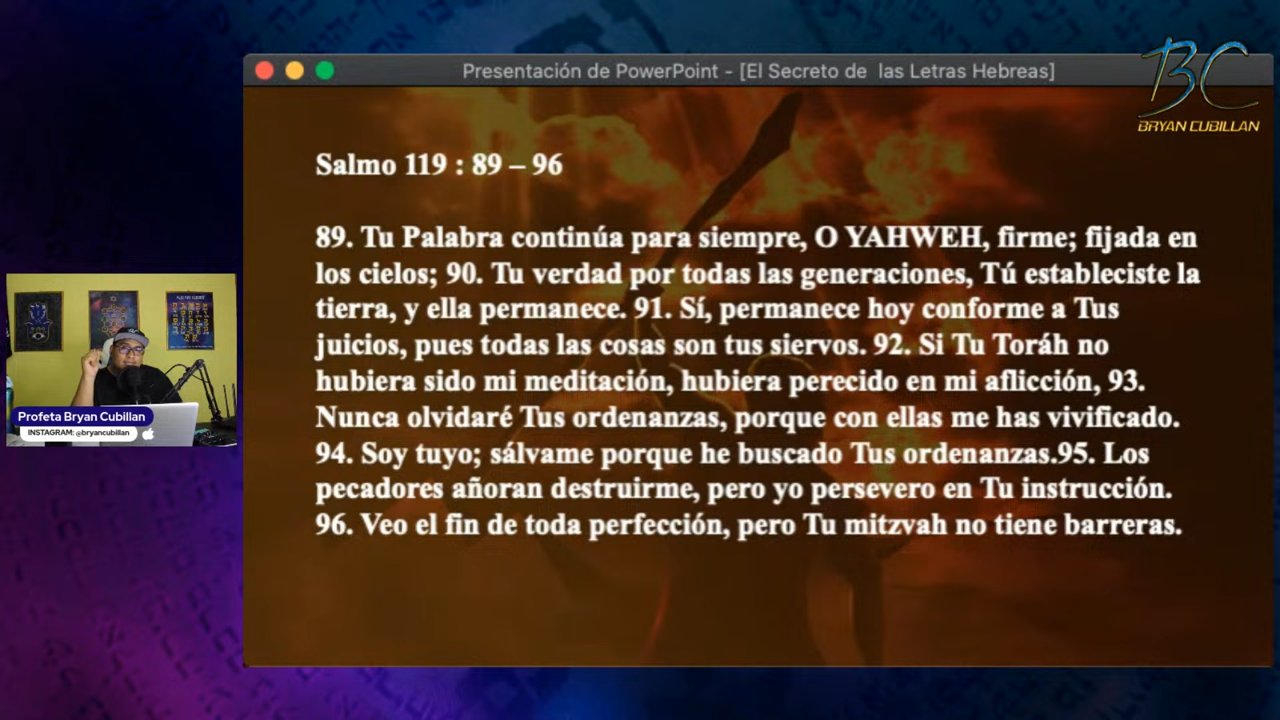 Presentación de PowerPoint - [El Secreto de  las Letras Hebreas]
BC
BRYAN CUBILLAN
Salmo 119 : 89 – 96
89. Tu Palabra continúa para siempre, O YAHWEH, firme; fijada en
los cielos; 90. Tu verdad por todas las generaciones, Tú estableciste la
tierra, y ella permanece. 91. Sí, permanece hoy conforme a Tus
juicios, pues todas las cosas son tus siervos. 92. Si Tu Toráh no
hubiera sido mi meditación, hubiera perecido en mi aflicción, 93.
Nunca olvidaré Tus ordenanzas, porque con ellas me has vivificado.
94. Soy tuyo; sálvame porque he buscado Tus ordenanzas.95. Los
pecadores añoran destruirme, pero yo persevero en Tu instrucción.
96. Veo el fin de toda perfección, pero Tu mitzvah no tiene barreras.
Profeta Bryan Cubillan
INSTAGRAM: @bryancubillan